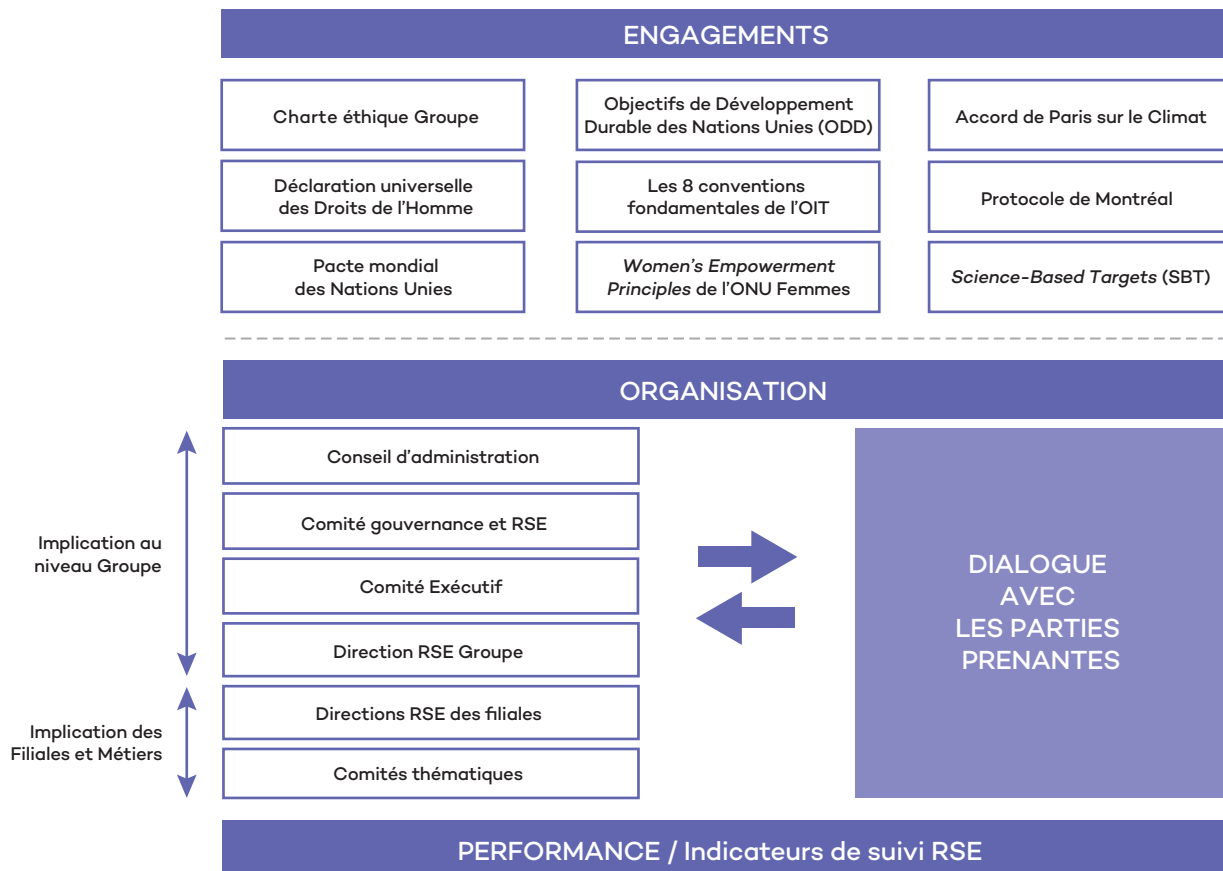 ENGAGEMENTS
Charte éthique Groupe
Objectifs de Développement
Durable des Nations Unies (ODD)
Accord de Paris sur le Climat
Déclaration universelle
des Droits de l'Homme
Les 8 conventions
fondamentales de l'OIT
Protocole de Montréal
Pacte mondial
des Nations Unies
Women's Empowerment
Principles de l'ONU Femmes
Science-Based Targets (SBT)
ORGANISATION
Implication au
niveau Groupe
Conseil d'administration
Comité gouvernance et RSE
Comité Exécutif
Direction RSE Groupe
Implication des
Filiales et Métiers
Directions RSE des filiales
Comités thématiques
DIALOGUE
AVEC
LES PARTIES
PRENANTES
PERFORMANCE / Indicateurs de suivi RSE